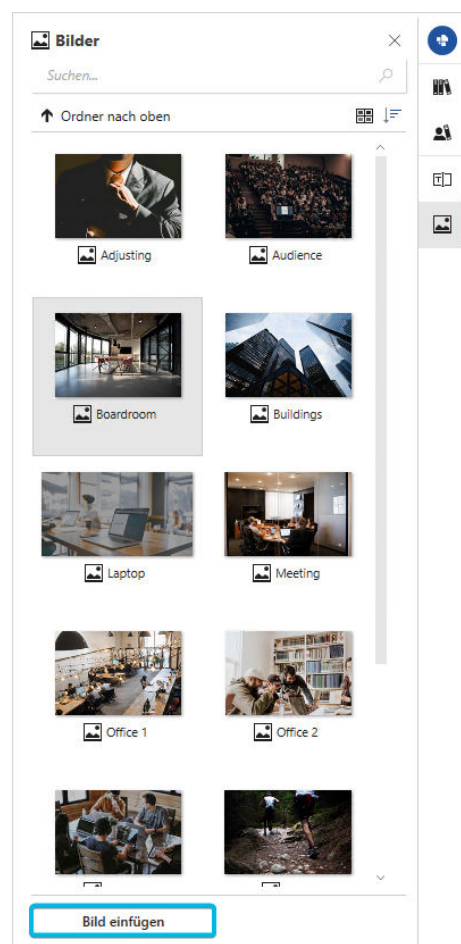 Bilder
Suchen...
Ordner nach oben
Adjusting
Audience
Boardroom
Buildings
Laptop
Meeting
Office 1
Office 2
Bild einfügen